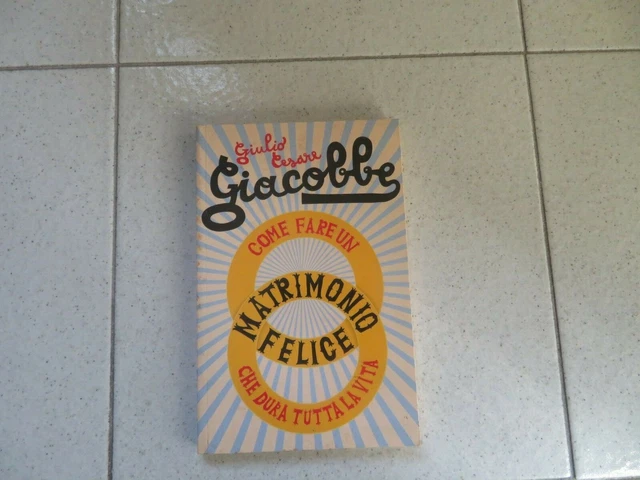 Giulio
Cesare
Giacobbe
COME FARE UN
MATRIMONIO
FELICE
CHE DURA TUTTA LA VITA